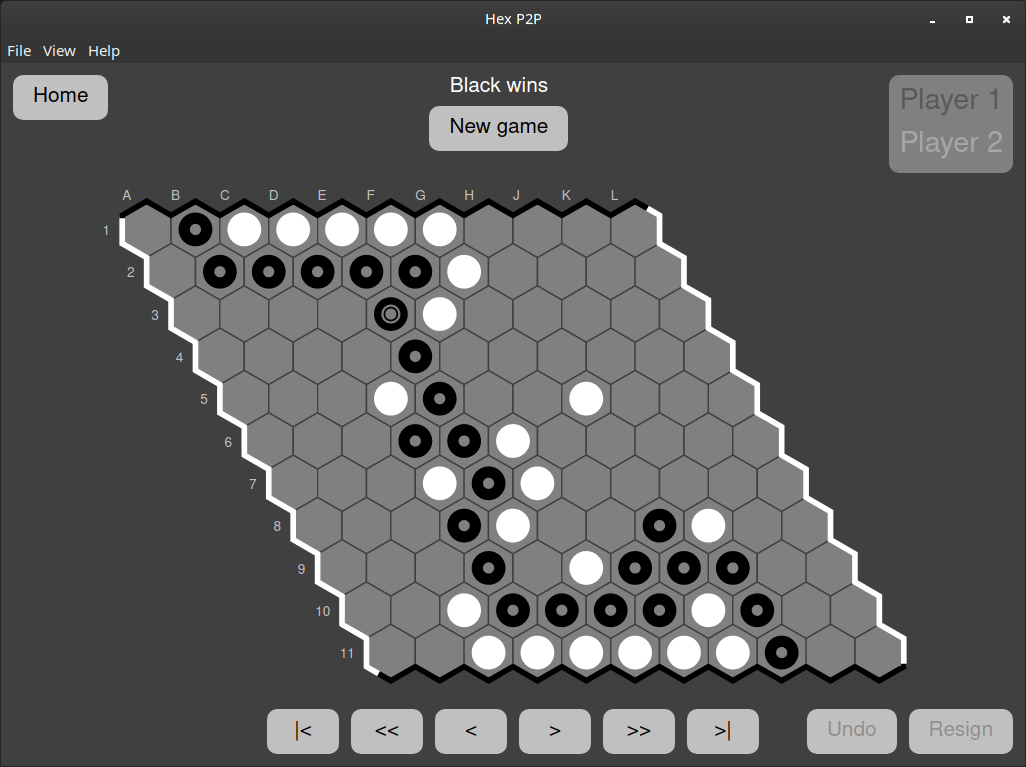 Hex P2P
File View Help
Home
Black wins
New game
Player 1
Player 2
A B C D E F G H J K L
1
2
3
4
5
6
7
8
9
10
11
|< << < > >> >| Undo Resign